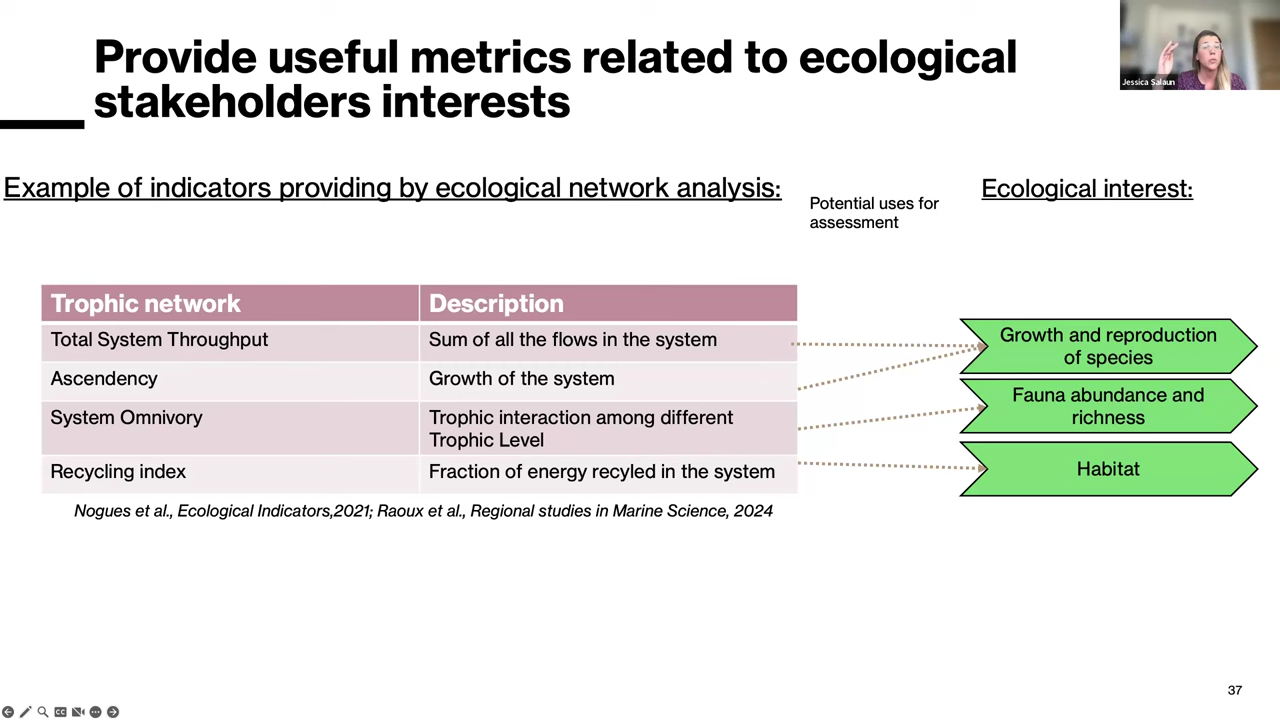 Provide useful metrics related to ecological
stakeholders interests
Jessica Salaun
Example of indicators providing by ecological network analysis:
Potential uses for
assessment
Ecological interest:
Trophic network
Description
Total System Throughput
Sum of all the flows in the system
Ascendency
Growth of the system
System Omnivory
Trophic interaction among different
Trophic Level
Recycling index
Fraction of energy recyled in the system
Growth and reproduction
of species
Fauna abundance and
richness
Habitat
Nogues et al., Ecological Indicators,2021; Raoux et al., Regional studies in Marine Science, 2024
37
CC